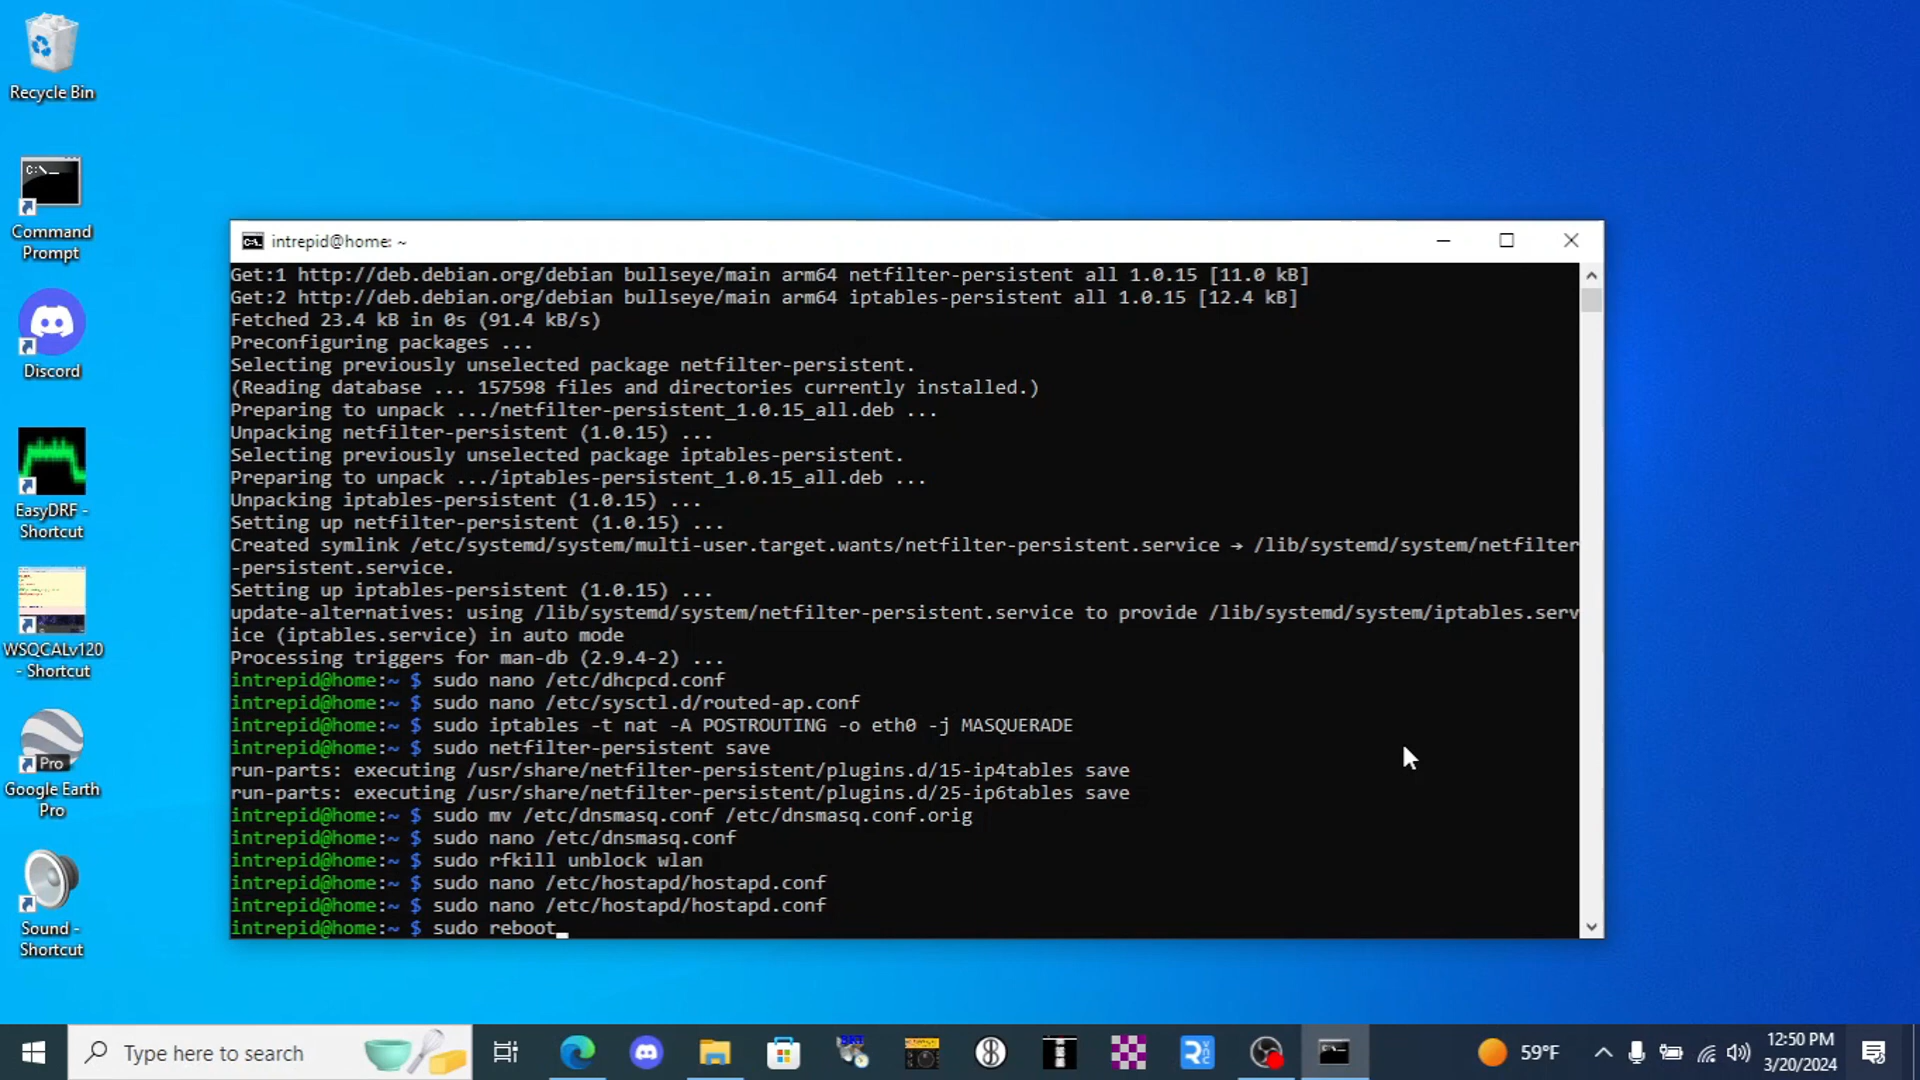 Recycle Bin
Command
Prompt
Discord
EasyDRF -
Shortcut
WSQCALv120
- Shortcut
Pro
Google Earth
Pro
Sound -
Shortcut
C:\_
intrepid@home: ~
Get:1 http://deb.debian.org/debian bullseye/main arm64 netfilter-persistent all 1.0.15 [11.0 kB]
Get:2 http://deb.debian.org/debian bullseye/main arm64 iptables-persistent all 1.0.15 [12.4 kB]
Fetched 23.4 kB in 0s (91.4 kB/s)
Preconfiguring packages ...
Selecting previously unselected package netfilter-persistent.
(Reading database ... 157598 files and directories currently installed.)
Preparing to unpack .../netfilter-persistent_1.0.15_all.deb ...
Unpacking netfilter-persistent (1.0.15) ...
Selecting previously unselected package iptables-persistent.
Preparing to unpack .../iptables-persistent_1.0.15_all.deb ...
Unpacking iptables-persistent (1.0.15) ...
Setting up netfilter-persistent (1.0.15) ...
Created symlink /etc/systemd/system/multi-user.target.wants/netfilter-persistent.service → /lib/systemd/system/netfilter
-persistent.service.
Setting up iptables-persistent (1.0.15) ...
update-alternatives: using /lib/systemd/system/netfilter-persistent.service to provide /lib/systemd/system/iptables.serv
ice (iptables.service) in auto mode
Processing triggers for man-db (2.9.4-2) ...
intrepid@home:~ $ sudo nano /etc/dhcpcd.conf
intrepid@home:~ $ sudo nano /etc/sysctl.d/routed-ap.conf
intrepid@home:~ $ sudo iptables -t nat -A POSTROUTING -o eth0 -j MASQUERADE
intrepid@home:~ $ sudo netfilter-persistent save
run-parts: executing /usr/share/netfilter-persistent/plugins.d/15-ip4tables save
run-parts: executing /usr/share/netfilter-persistent/plugins.d/25-ip6tables save
intrepid@home:~ $ sudo mv /etc/dnsmasq.conf /etc/dnsmasq.conf.orig
intrepid@home:~ $ sudo nano /etc/dnsmasq.conf
intrepid@home:~ $ sudo rfkill unblock wlan
intrepid@home:~ $ sudo nano /etc/hostapd/hostapd.conf
intrepid@home:~ $ sudo nano /etc/hostapd/hostapd.conf
intrepid@home:~ $ sudo reboot_
Type here to search
59°F
12:50 PM
3/20/2024